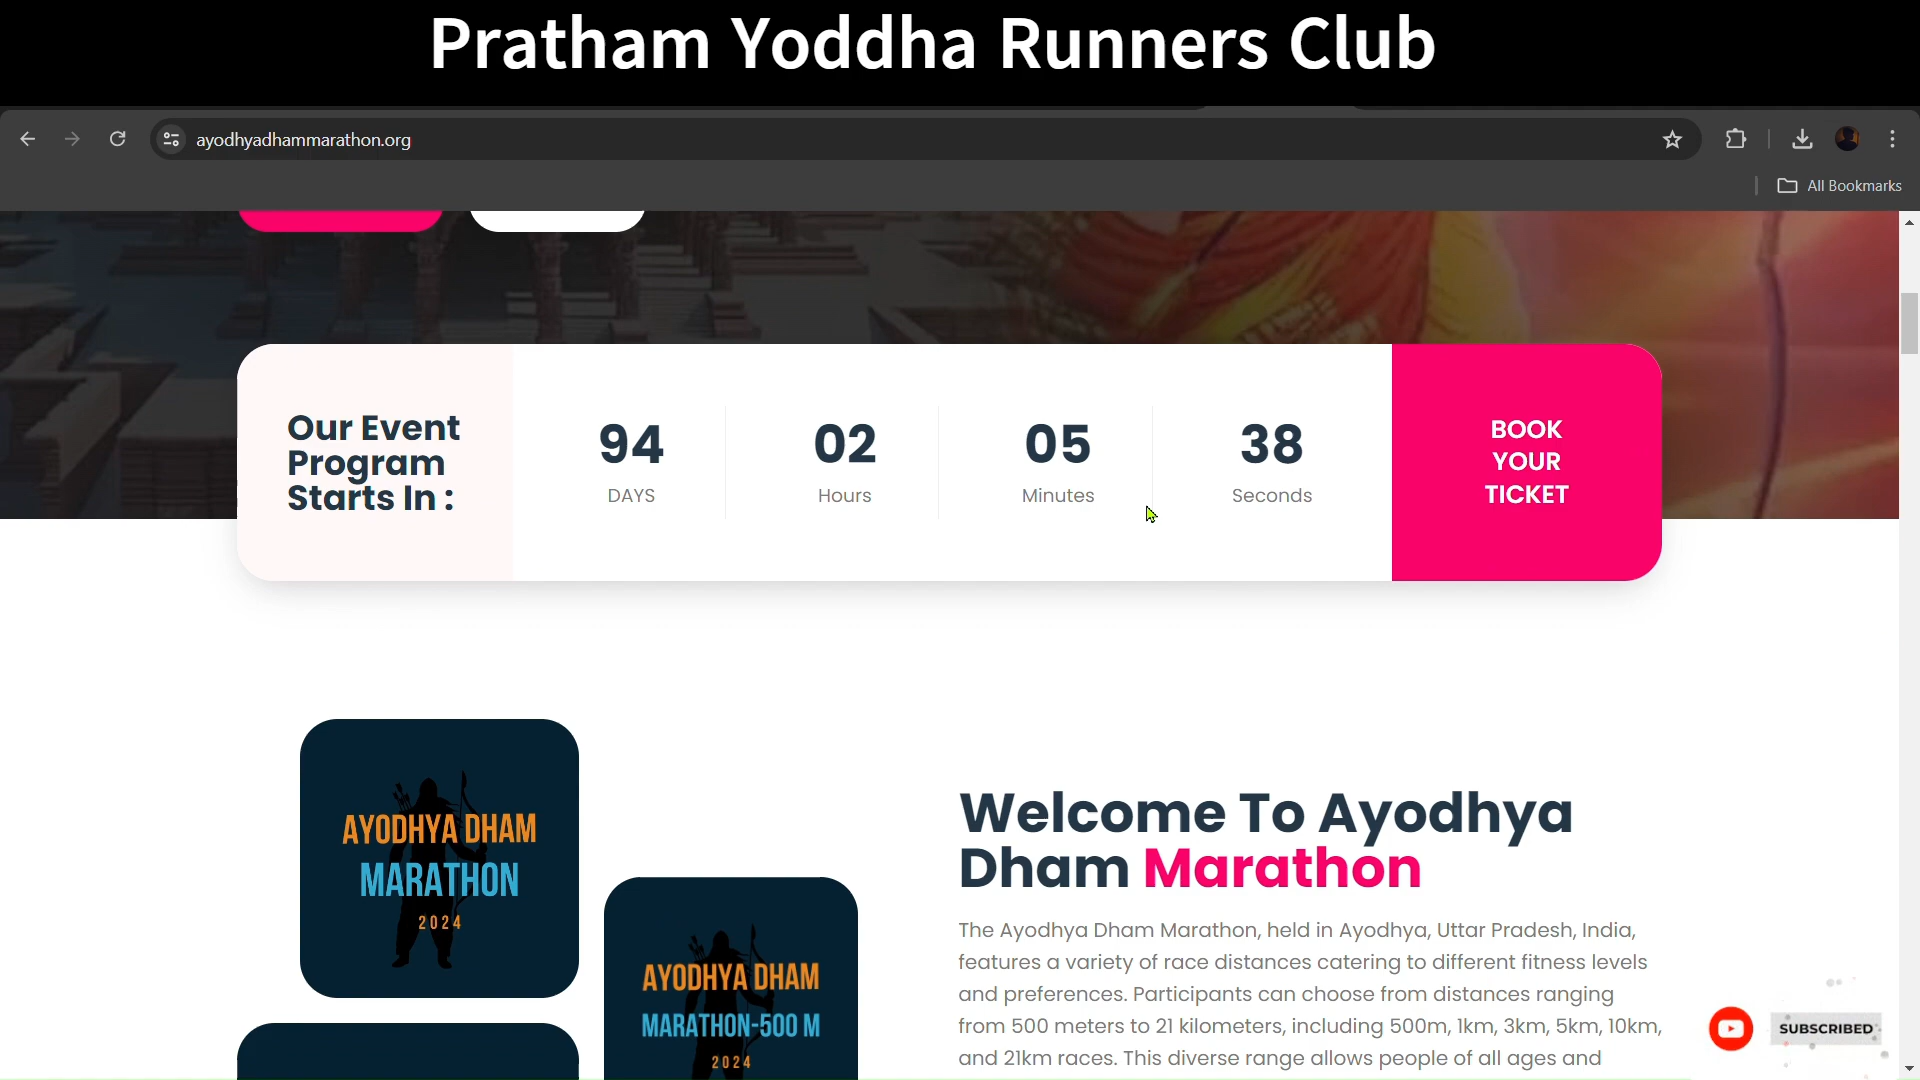 Pratham Yoddha Runners Club
ayodhyadhammarathon.org
All Bookmarks
Our Event
Program
Starts In :
94
DAYS
02
Hours
05
Minutes
38
Seconds
BOOK
YOUR
TICKET
AYODHYA DHAM
MARATHON
2024
AYODHYA DHAM
MARATHON-500 M
2024
Welcome To Ayodhya
Dham Marathon
The Ayodhya Dham Marathon, held in Ayodhya, Uttar Pradesh, India,
features a variety of race distances catering to different fitness levels
and preferences. Participants can choose from distances ranging
from 500 meters to 21 kilometers, including 500m, 1km, 3km, 5km, 10km,
and 21km races. This diverse range allows people of all ages and
SUBSCRIBED